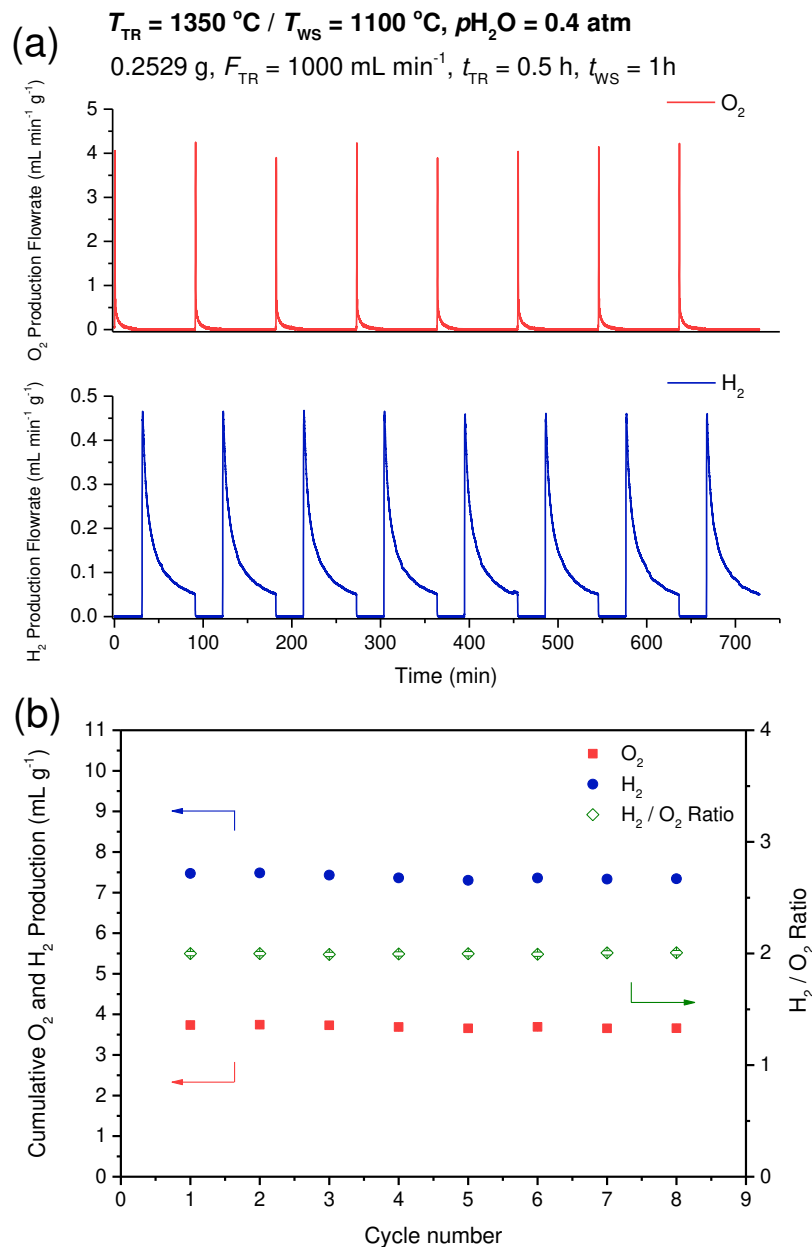 (a)
T_TR = 1350 °C / T_WS = 1100 °C, pH2O = 0.4 atm
0.2529 g, F_TR = 1000 mL min⁻¹, t_TR = 0.5 h, t_WS = 1h
O₂ Production Flowrate (mL min⁻¹ g⁻¹)
5
4
3
2
1
0
O₂
H₂ Production Flowrate (mL min⁻¹ g⁻¹)
0.5
0.4
0.3
0.2
0.1
0.0
H₂
0 100 200 300 400 500 600 700
Time (min)
(b)
Cumulative O₂ and H₂ Production (mL g⁻¹)
11
10
9
8
7
6
5
4
3
2
1
0
O₂
H₂
H₂ / O₂ Ratio
4
3
2
1
0
H₂ / O₂ Ratio
0 1 2 3 4 5 6 7 8 9
Cycle number